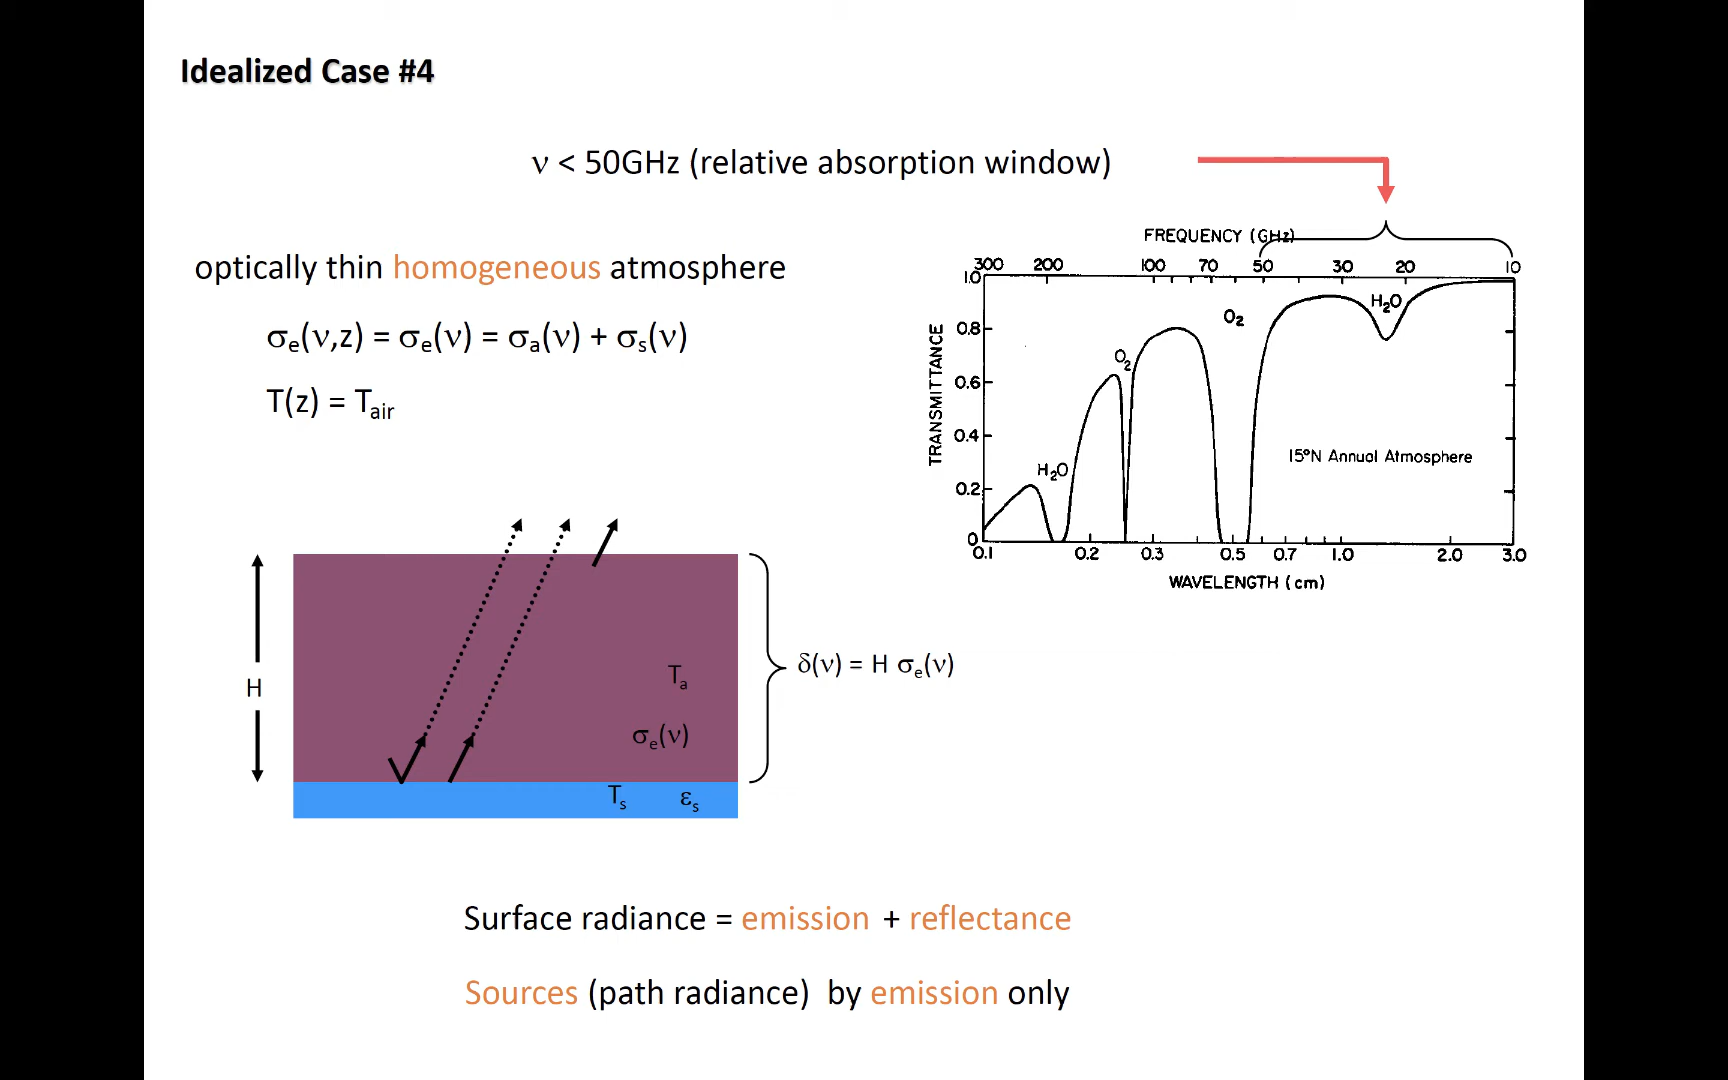 Idealized Case #4
ν < 50GHz (relative absorption window)
optically thin homogeneous atmosphere
σe(ν,z) = σe(ν) = σa(ν) + σs(ν)
T(z) = Tair
FREQUENCY (GHz)
300 200 100 70 50 30 20 10
1.0
0.8
0.6
0.4
0.2
0
TRANSMITTANCE
H2O
O2
O2
H2O
15°N Annual Atmosphere
0.1 0.2 0.3 0.5 0.7 1.0 2.0 3.0
WAVELENGTH (cm)
H
Ta
σe(ν)
δ(ν) = H σe(ν)
Ts εs
Surface radiance = emission + reflectance
Sources (path radiance) by emission only